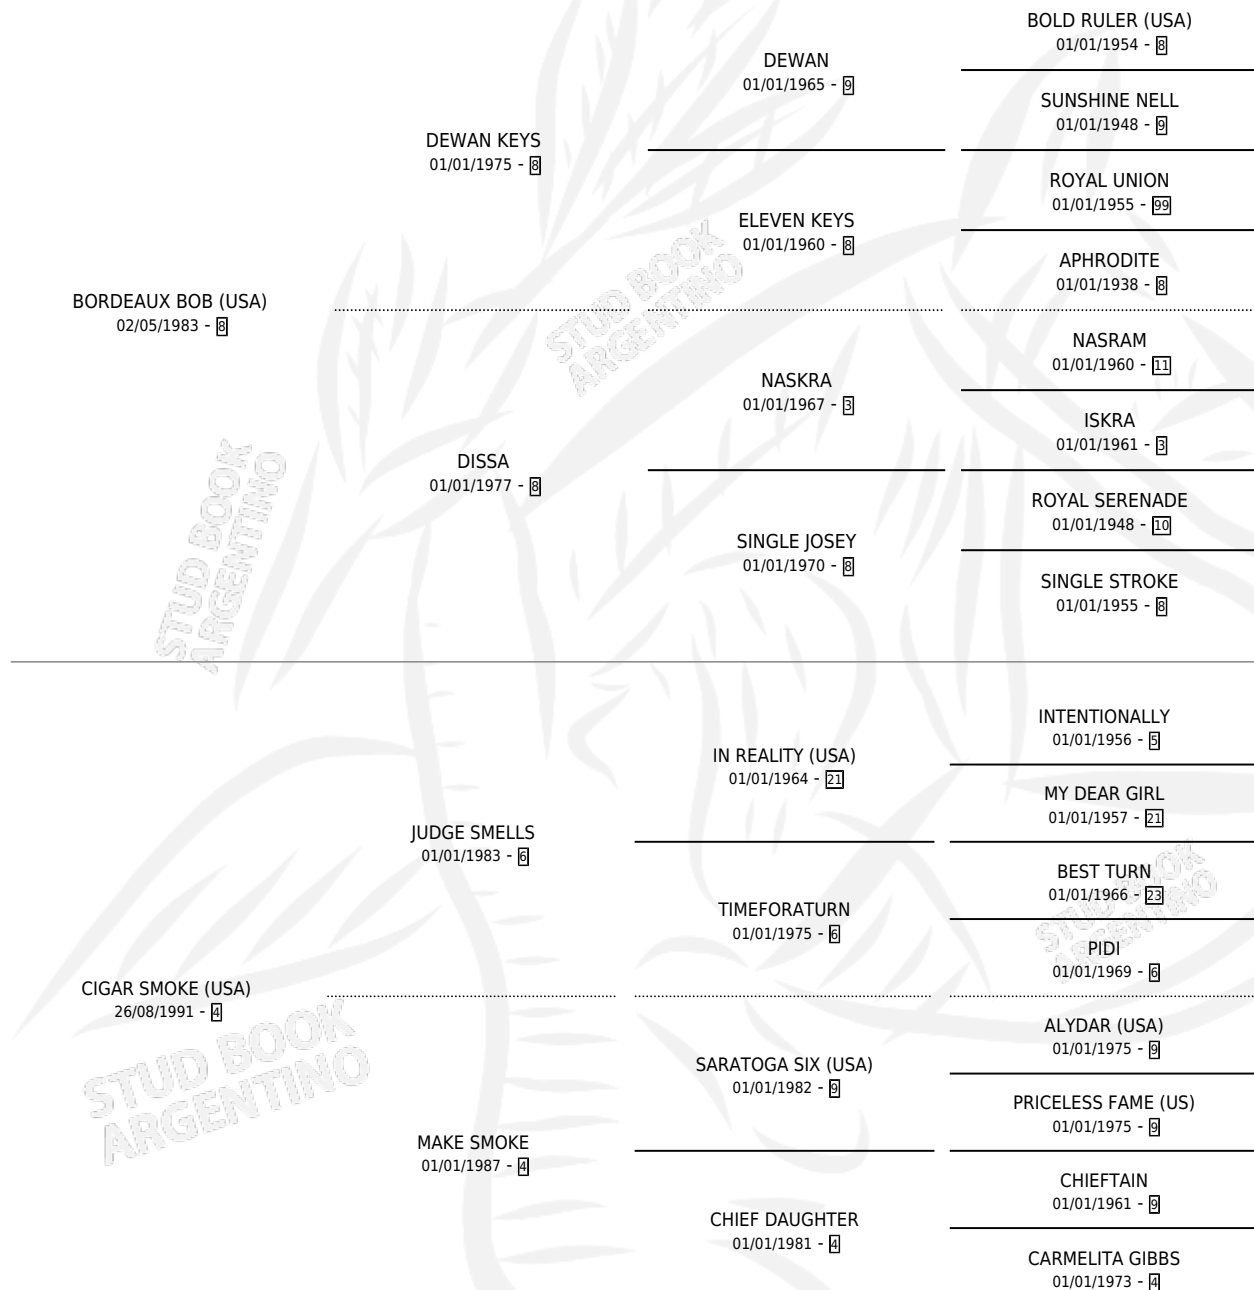 BORDEAUX BOB (USA)
02/05/1983 - 8
DEWAN KEYS
01/01/1975 - 8
DISSA
01/01/1977 - 8
DEWAN
01/01/1965 - 9
ELEVEN KEYS
01/01/1960 - 8
NASKRA
01/01/1967 - 3
SINGLE JOSEY
01/01/1970 - 8
BOLD RULER (USA)
01/01/1954 - 8
SUNSHINE NELL
01/01/1948 - 9
ROYAL UNION
01/01/1955 - 99
APHRODITE
01/01/1938 - 8
NASRAM
01/01/1960 - 11
ISKRA
01/01/1961 - 3
ROYAL SERENADE
01/01/1948 - 10
SINGLE STROKE
01/01/1955 - 8
STUD BOOK
ARGENTINO
STUD BOOK
ARGENTINO
CIGAR SMOKE (USA)
26/08/1991 - 4
JUDGE SMELLS
01/01/1983 - 6
MAKE SMOKE
01/01/1987 - 4
IN REALITY (USA)
01/01/1964 - 21
TIMEFORATURN
01/01/1975 - 6
SARATOGA SIX (USA)
01/01/1982 - 9
CHIEF DAUGHTER
01/01/1981 - 4
INTENTIONALLY
01/01/1956 - 5
MY DEAR GIRL
01/01/1957 - 21
BEST TURN
01/01/1966 - 23
PIDI
01/01/1969 - 6
ALYDAR (USA)
01/01/1975 - 9
PRICELESS FAME (US)
01/01/1975 - 9
CHIEFTAIN
01/01/1961 - 9
CARMELITA GIBBS
01/01/1973 - 4
STUD BOOK
ARGENTINO
STUD BOOK
ARGENTINO